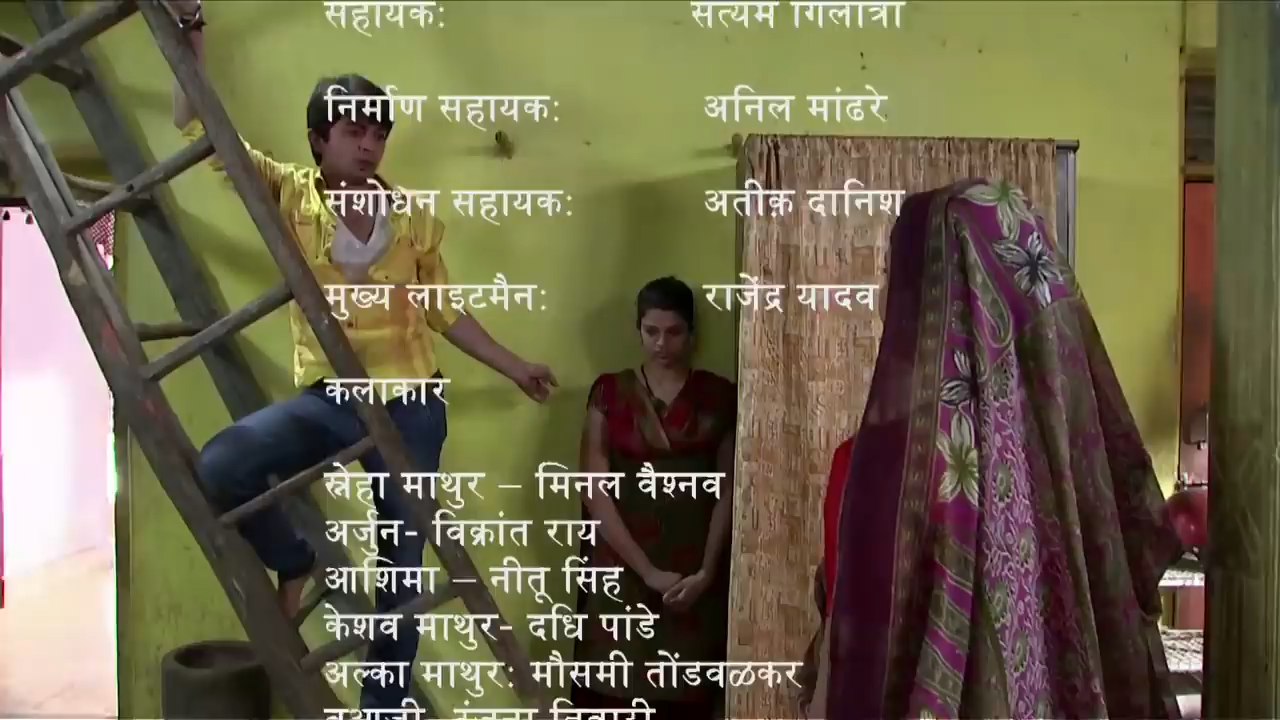 सहायक: सत्यम गिलात्रा
निर्माण सहायक: अनिल मांढरे
संशोधन सहायक: अतीक़ दानिश
मुख्य लाइटमैन: राजेंद्र यादव
कलाकार
स्नेहा माथुर – मिनल वैश्नव
अर्जुन- विक्रांत राय
आशिमा – नीतू सिंह
केशव माथुर- दधि पांडे
अल्का माथुर: मौसमी तोंडवळकर